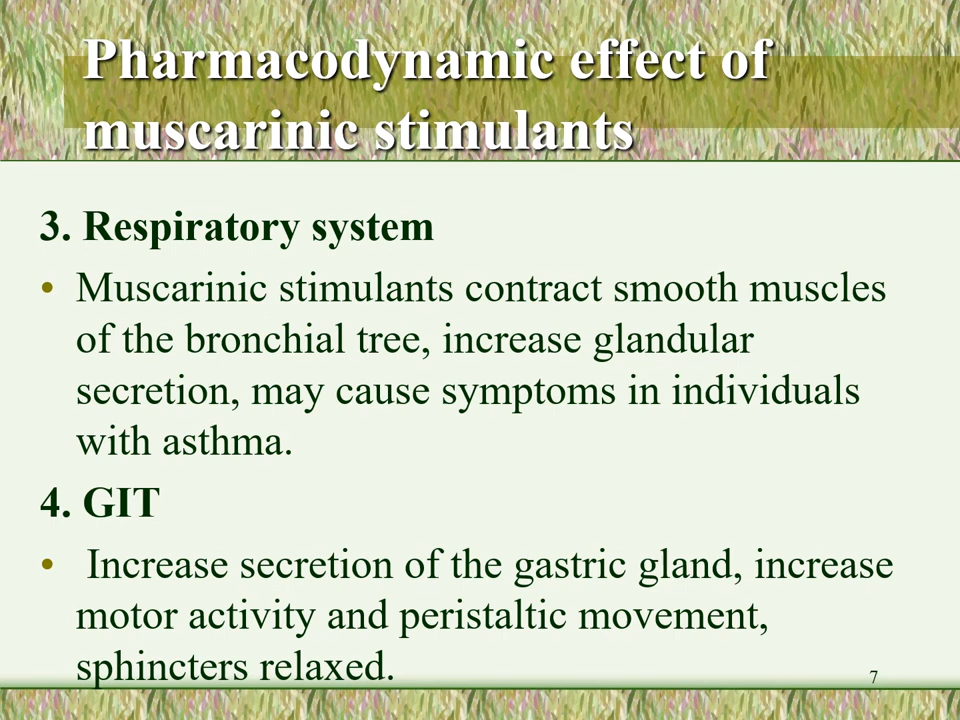 Pharmacodynamic effect of
muscarinic stimulants
3. Respiratory system
• Muscarinic stimulants contract smooth muscles
of the bronchial tree, increase glandular
secretion, may cause symptoms in individuals
with asthma.
4. GIT
• Increase secretion of the gastric gland, increase
motor activity and peristaltic movement,
sphincters relaxed.
7